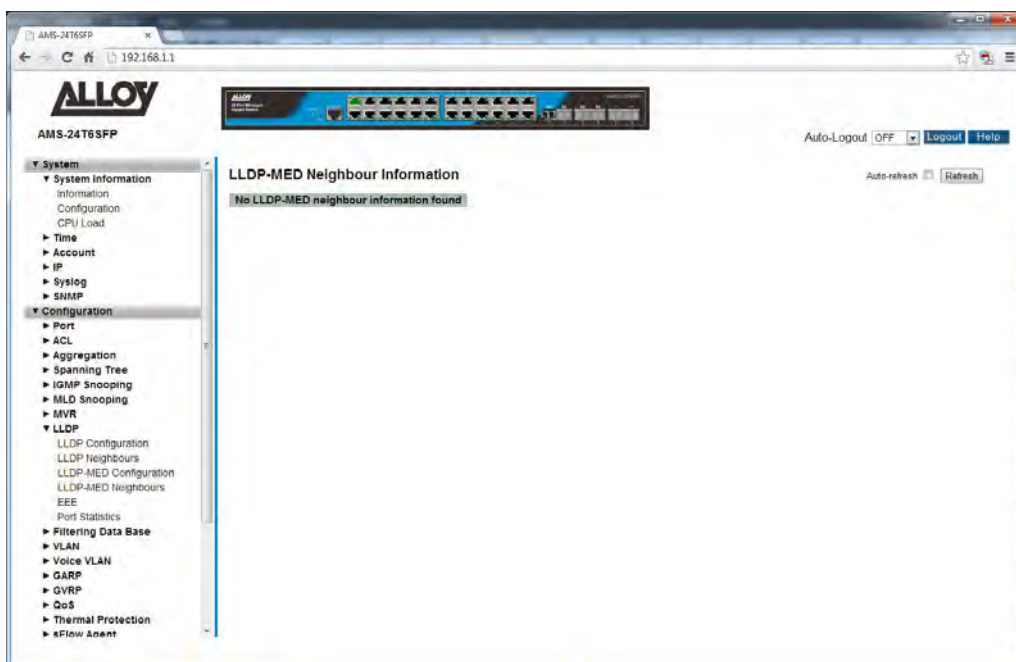 AMS-24T6SFP
192.168.1.1
ALLOY
AMS-24T6SFP
ALLOY
Auto-Logout OFF Logout Help
▼ System
▼ System Information
Information
Configuration
CPU Load
► Time
► Account
► IP
► Syslog
► SNMP
▼ Configuration
► Port
► ACL
► Aggregation
► Spanning Tree
► IGMP Snooping
► MLD Snooping
► MVR
▼ LLDP
LLDP Configuration
LLDP Neighbours
LLDP-MED Configuration
LLDP-MED Neighbours
EEE
Port Statistics
► Filtering Data Base
► VLAN
► Voice VLAN
► GARP
► GVRP
► QoS
► Thermal Protection
► sFlow Agent
LLDP-MED Neighbour Information
Auto-refresh Refresh
No LLDP-MED neighbour information found